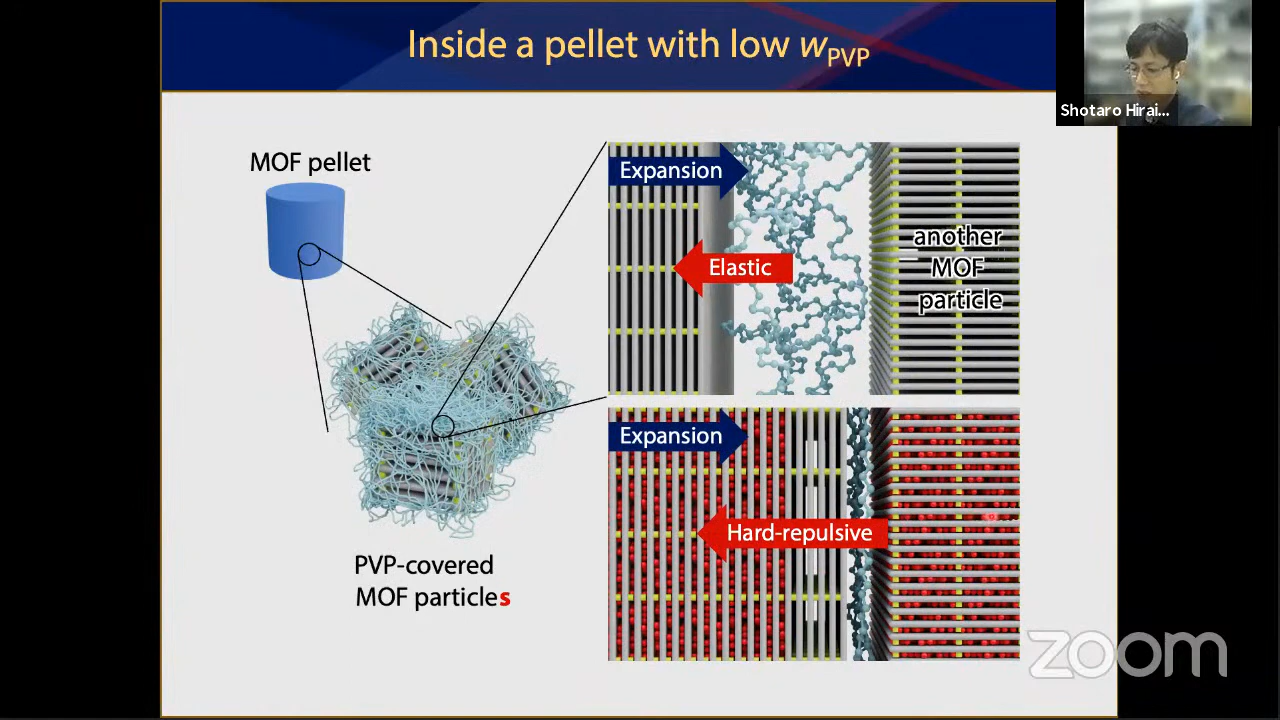 Inside a pellet with low wPVP
Shotaro Hirai...
MOF pellet
Expansion
Elastic
another
MOF
particle
Expansion
Hard-repulsive
PVP-covered
MOF particles
zoom